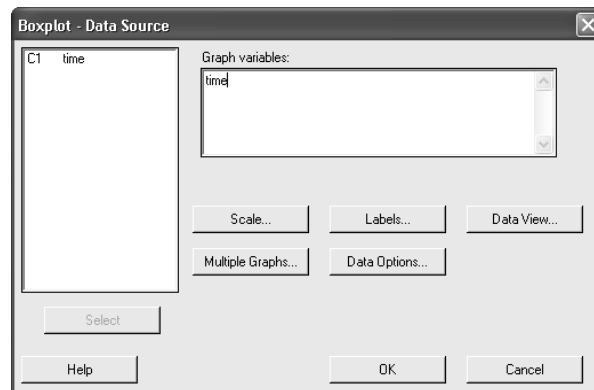 Boxplot - Data Source
C1 time
Graph variables:
time
Scale...
Labels...
Data View...
Multiple Graphs...
Data Options...
Select
Help
OK
Cancel